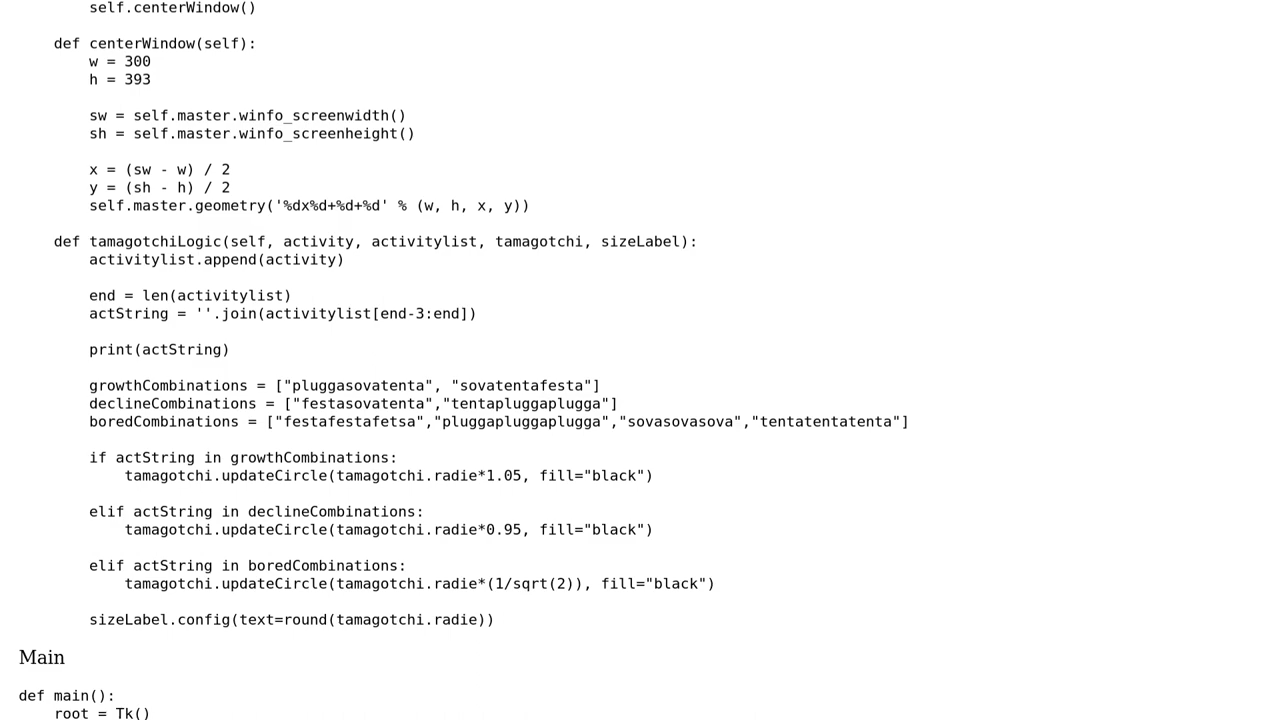 self.centerWindow()
def centerWindow(self):
w = 300
h = 393
sw = self.master.winfo_screenwidth()
sh = self.master.winfo_screenheight()
x = (sw - w) / 2
y = (sh - h) / 2
self.master.geometry('%dx%d+%d+%d' % (w, h, x, y))
def tamagotchiLogic(self, activity, activitylist, tamagotchi, sizeLabel):
activitylist.append(activity)
end = len(activitylist)
actString = ''.join(activitylist[end-3:end])
print(actString)
growthCombinations = ["pluggasovatenta", "sovatentafesta"]
declineCombinations = ["festasovatenta","tentapluggaplugga"]
boredCombinations = ["festafestafetsa","pluggapluggaplugga","sovasovasova","tentatentatenta"]
if actString in growthCombinations:
tamagotchi.updateCircle(tamagotchi.radie*1.05, fill="black")
elif actString in declineCombinations:
tamagotchi.updateCircle(tamagotchi.radie*0.95, fill="black")
elif actString in boredCombinations:
tamagotchi.updateCircle(tamagotchi.radie*(1/sqrt(2)), fill="black")
sizeLabel.config(text=round(tamagotchi.radie))
Main
def main():
root = Tk()